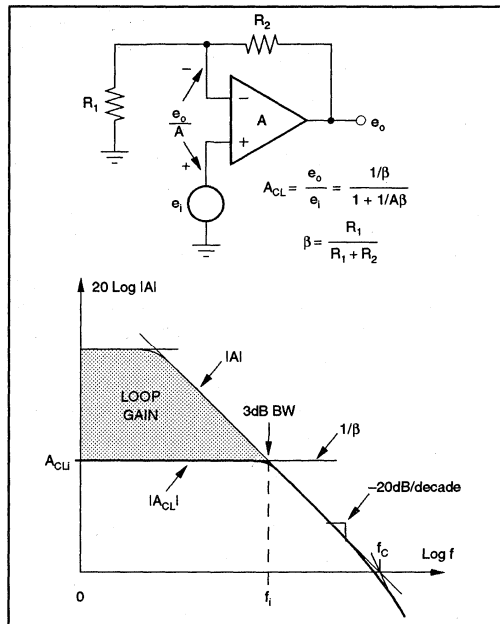 R2
−
−
R1
eo/A
A
eo
+
+
ei
ACL = eo/ei = 1/β / 1 + 1/Aβ
β = R1 / R1 + R2
20 Log |A|
|A|
LOOP
GAIN
3dB BW
1/β
ACLi
|ACL|
−20dB/decade
fC
Log f
0
fi